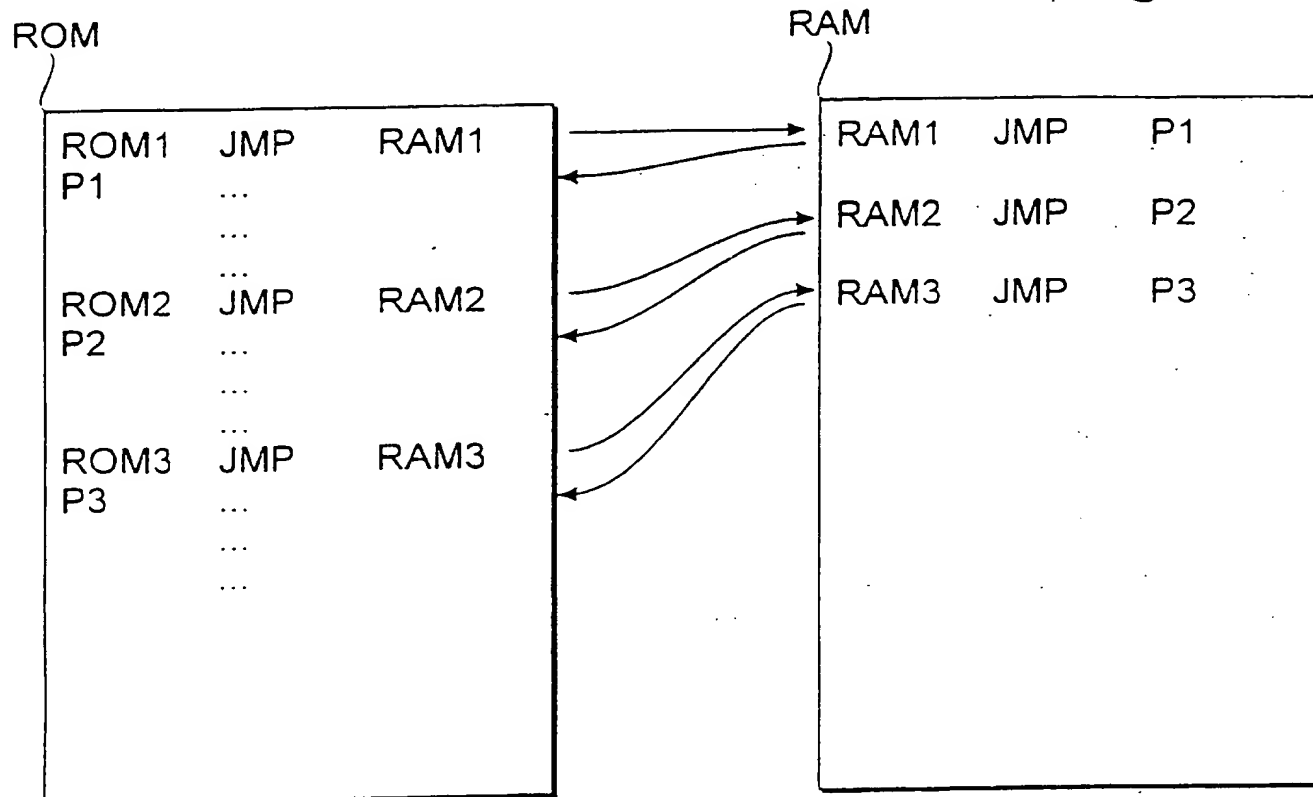 ROM
ROM1 JMP RAM1
P1 ...
...
...
ROM2 JMP RAM2
P2 ...
...
...
ROM3 JMP RAM3
P3 ...
...
...
RAM
RAM1 JMP P1
RAM2 JMP P2
RAM3 JMP P3